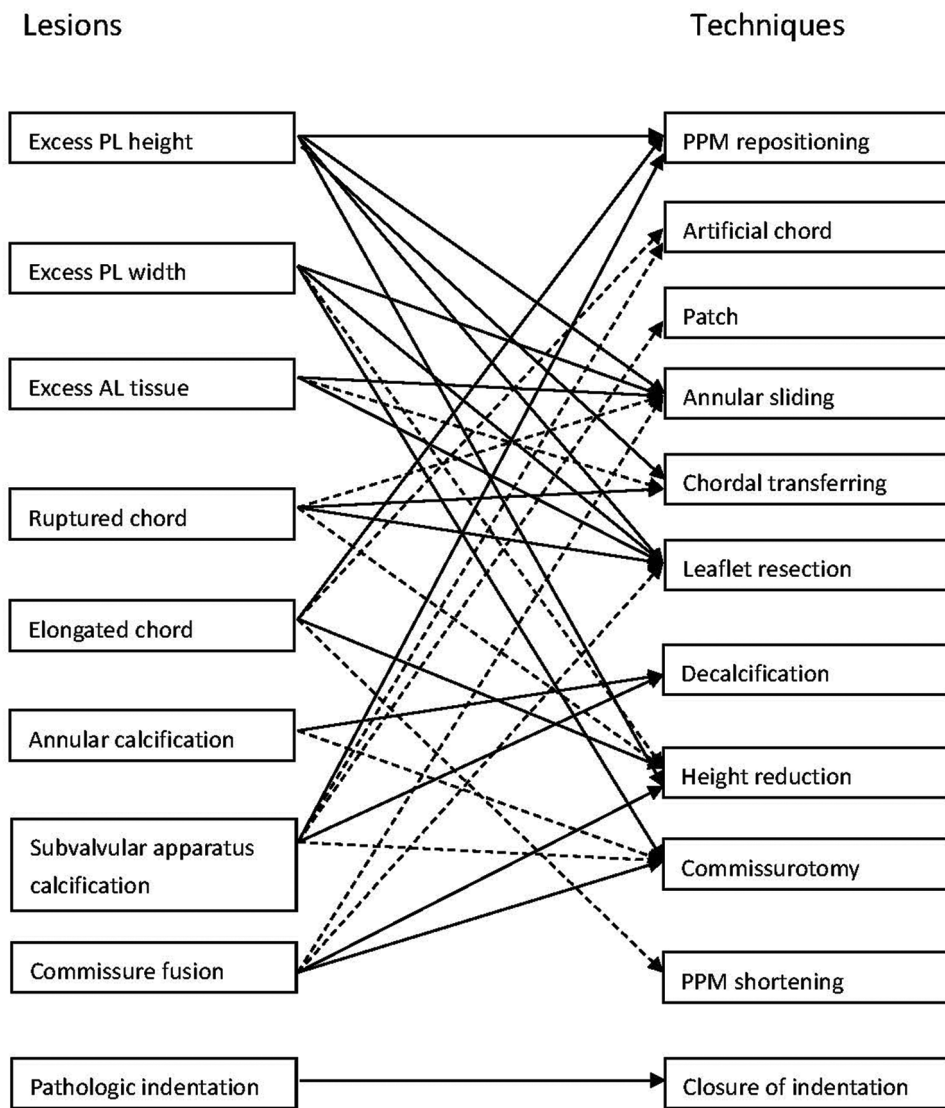 Lesions
Techniques
Excess PL height
PPM repositioning
Artificial chord
Excess PL width
Patch
Excess AL tissue
Annular sliding
Chordal transferring
Ruptured chord
Leaflet resection
Elongated chord
Decalcification
Annular calcification
Height reduction
Subvalvular apparatus
calcification
Commissurotomy
Commissure fusion
PPM shortening
Pathologic indentation
Closure of indentation